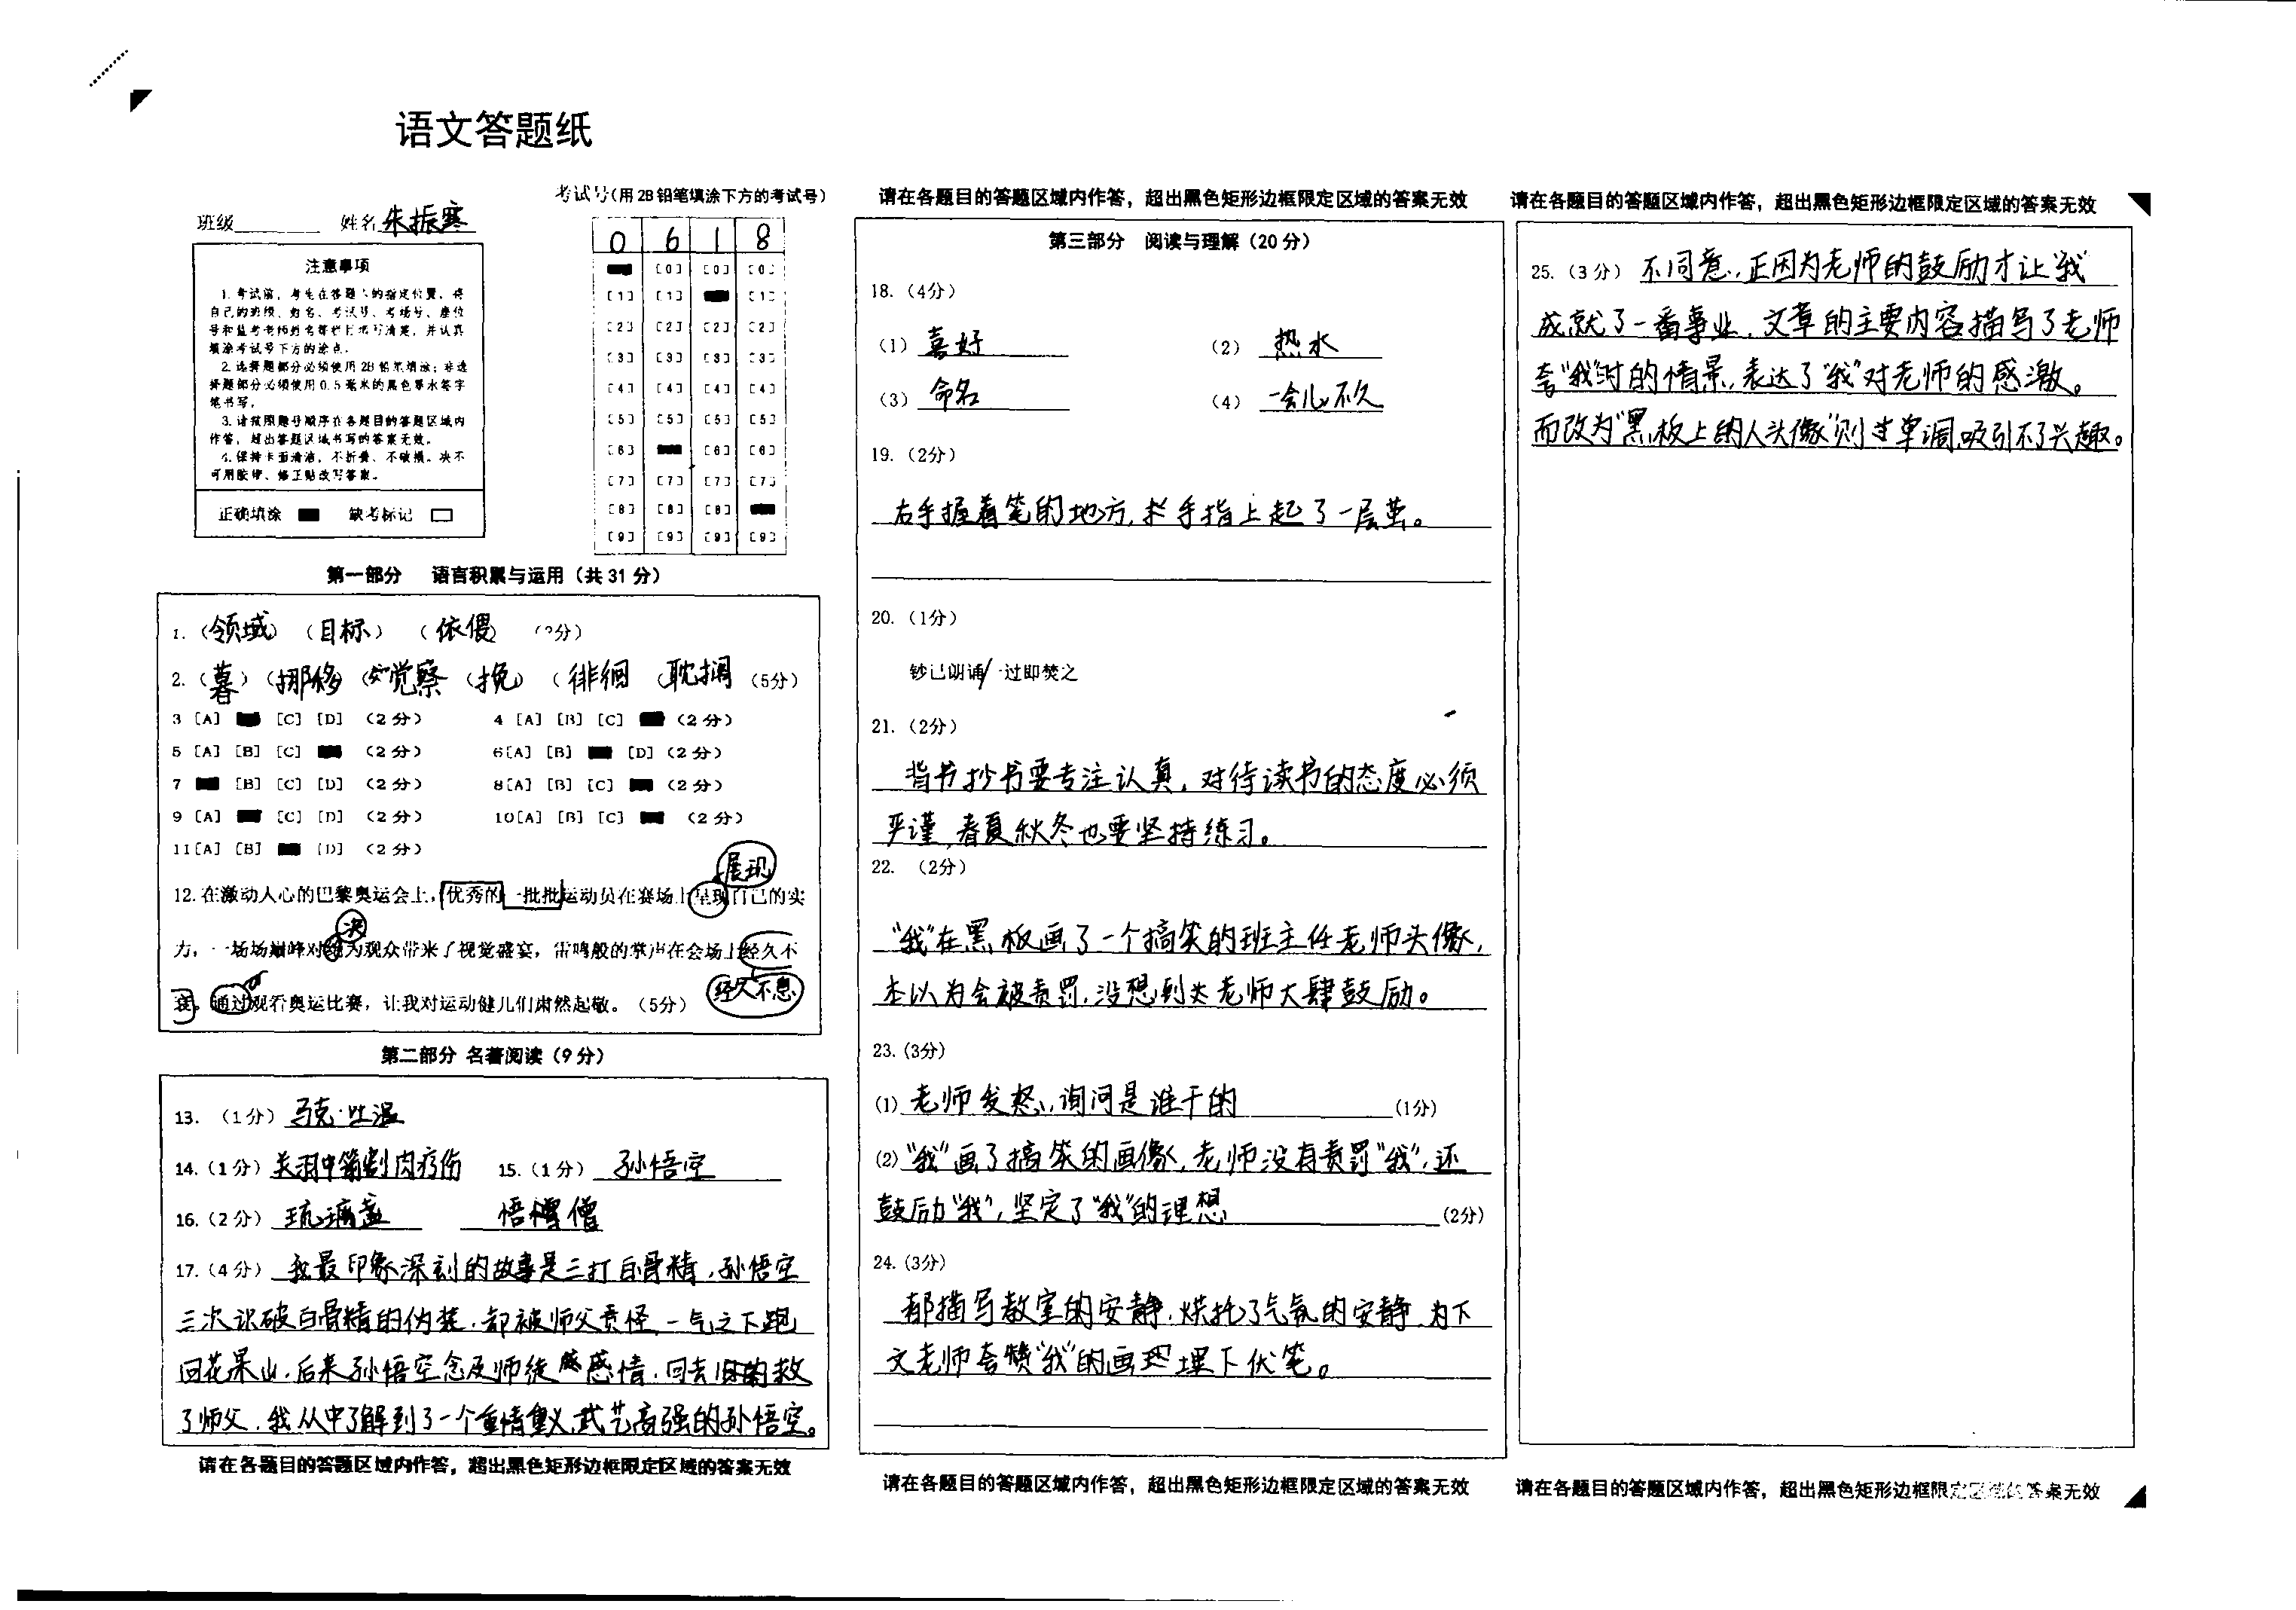 语文答题纸
班级 姓名 朱振寒
考试号(用2B铅笔填涂下方的考试号)
0 6 1 8
[0] [0] [0]
[1] [1] [1]
[2] [2] [2] [2]
[3] [3] [3] [3]
[4] [4] [4] [4]
[5] [5] [5] [5]
[6] [6] [6]
[7] [7] [7] [7]
[8] [8] [8]
[9] [9] [9] [9]
注意事项
1.考试前,考生在答题卡的指定位置,将
自己的班级、姓名、考试号、考场号、座位
号和监考老师姓名等栏目书写清楚,并认真
填涂考试号下方的涂点。
2.选择题部分必须使用2B铅笔填涂;非选
择题部分必须使用0.5毫米的黑色墨水签字
笔书写。
3.请按照题号顺序在各题目的答题区域内
作答,超出答题区域书写的答案无效。
4.保持卡面清洁,不折叠、不破损。决不
可用胶带、修正贴改写答案。
正确填涂 缺考标记
第一部分 语言积累与运用(共31分)
1.(领域)(目标)(依偎)
2.(暮)(挪移)(觉察)(挽)(徘徊 耽搁(5分)
3 [A] [C] [D] (2分) 4 [A] [B] [C] (2分)
5 [A] [B] [C] (2分) 6[A] [B] [D] (2分)
7 [B] [C] [D] (2分) 8[A] [B] [C] (2分)
9 [A] [C] [D] (2分) 10[A] [B] [C] (2分)
11[A] [B] [D] (2分)
展现
12.在激动人心的巴黎奥运会上,优秀的一批批运动员在赛场上呈现自己的实
决
力,一场场巅峰对绝为观众带来了视觉盛宴,雷鸣般的掌声在会场上经久不
衰。通过观看奥运比赛,让我对运动健儿们肃然起敬。(5分) 经久不息
第二部分 名著阅读(9分)
13.(1分) 马克·吐温
14.(1分) 关羽中箭割肉疗伤 15.(1分) 孙悟空
16.(2分) 琉璃盏 僧
17.(4分) 我最印象深刻的故事是三打白骨精,孙悟空
三次识破白骨精的伪装,却被师父责怪,一气之下跑
回花果山,后来孙悟空念及师徒感情,回去救
了师父,我从中了解到了一个重情重义,武艺高强的孙悟空。
请在各题目的答题区域内作答,超出黑色矩形边框限定区域的答案无效
请在各题目的答题区域内作答,超出黑色矩形边框限定区域的答案无效
第三部分 阅读与理解(20分)
18.(4分)
(1) 喜好 (2) 热水
(3) 命名 (4) 一会儿,不久
19.(2分)
右手握着笔的地方,手指上起了一层茧。
20.(1分)
钞已朗诵/一过即焚之
21.(2分)
背书抄书要专注认真,对待读书的态度必须
严谨,春夏秋冬也要坚持练习。
22. (2分)
“我”在黑板画了一个搞笑的班主任老师头像,
本以为会被责罚,没想到老师大肆鼓励。
23.(3分)
(1) 老师发怒,询问是谁干的 (1分)
(2) “我”画了搞笑的画像,老师没有责罚“我”,还
鼓励“我”,坚定了“我”的理想 (2分)
24.(3分)
都描写教室的安静,烘托了气氛的安静,为下
文老师夸赞“我”的画埋下伏笔。
请在各题目的答题区域内作答,超出黑色矩形边框限定区域的答案无效
请在各题目的答题区域内作答,超出黑色矩形边框限定区域的答案无效
25.(3分) 不同意,正因为老师的鼓励才让“我”
成就了一番事业,文章的主要内容描写了老师
夸“我”时的情景,表达了“我”对老师的感激。
而改为“黑板上的人头像”则过单调,吸引不了兴趣。
请在各题目的答题区域内作答,超出黑色矩形边框限定区域的答案无效